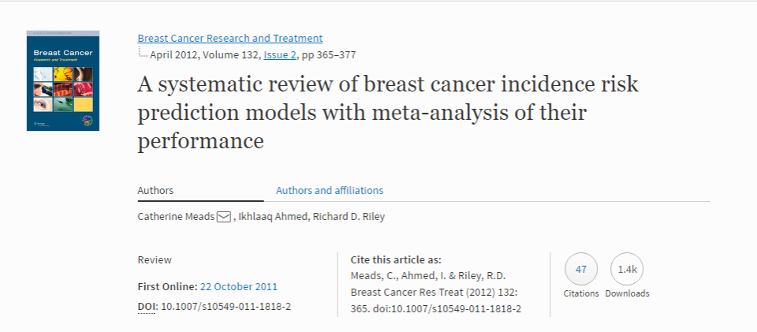 Breast Cancer
Breast Cancer Research and Treatment
April 2012, Volume 132, Issue 2, pp 365–377
A systematic review of breast cancer incidence risk
prediction models with meta-analysis of their
performance
Authors
Authors and affiliations
Catherine Meads , Ikhlaaq Ahmed, Richard D. Riley
Review
First Online: 22 October 2011
DOI: 10.1007/s10549-011-1818-2
Cite this article as:
Meads, C., Ahmed, I. & Riley, R.D.
Breast Cancer Res Treat (2012) 132:
365. doi:10.1007/s10549-011-1818-2
47
Citations
1.4k
Downloads